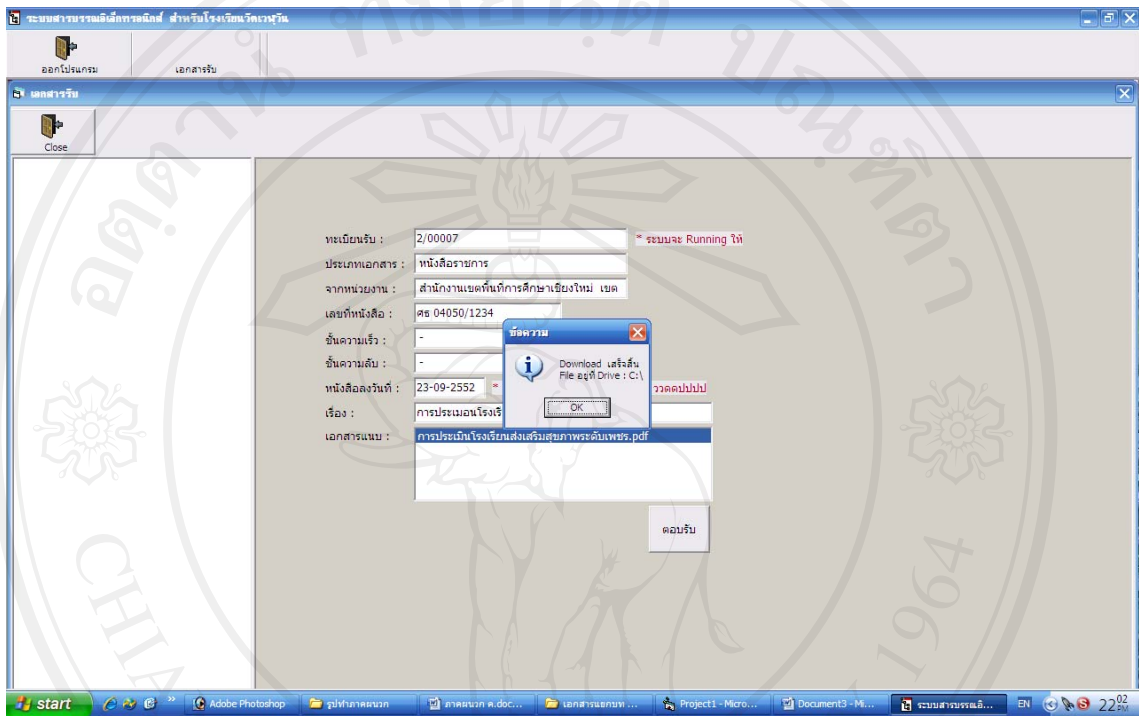 ระบบสารบรรณอิเล็กทรอนิกส์ สำหรับโรงเรียนวัดเวฬุวัน
ออกโปรแกรม
เอกสารรับ
เอกสารรับ
Close
ทะเบียนรับ : 2/00007 * ระบบจะ Running ให้
ประเภทเอกสาร : หนังสือราชการ
จากหน่วยงาน : สำนักงานเขตพื้นที่การศึกษาเชียงใหม่ เขต
เลขที่หนังสือ : ศธ 04050/1234
ชั้นความเร็ว : -
ชั้นความลับ : -
หนังสือลงวันที่ : 23-09-2552 * ววดดปปปป
เรื่อง : การประเมอนโรงเรี
เอกสารแนบ : การประเมินโรงเรียนส่งเสริมสุขภาพระดับเพชร.pdf
ข้อความ
Download เสร็จสิ้น
File อยู่ที่ Drive : C:\
OK
ตอบรับ
ลิขสิทธิ์
CHIA
1964
start
Adobe Photoshop
รูปทำภาคผนวก
ภาคผนวก ค.doc...
เอกสารแยกบท ...
Project1 - Micro...
Document3 - Mi...
ระบบสารบรรณอิ...
EN
22 02 PM